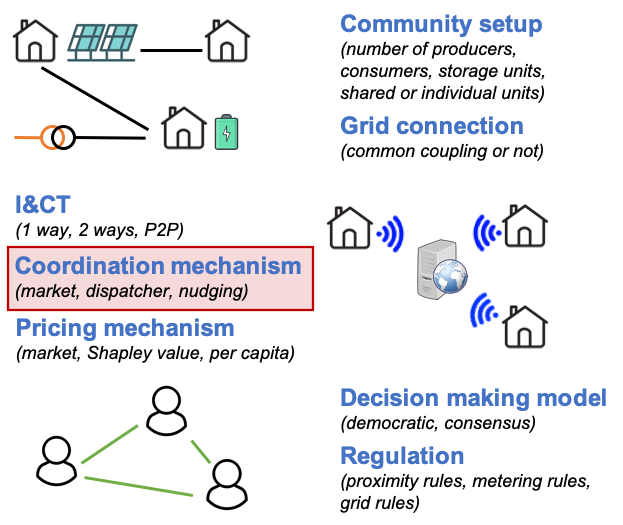 Community setup
(number of producers,
consumers, storage units,
shared or individual units)
Grid connection
(common coupling or not)
I&CT
(1 way, 2 ways, P2P)
Coordination mechanism
(market, dispatcher, nudging)
Pricing mechanism
(market, Shapley value, per capita)
Decision making model
(democratic, consensus)
Regulation
(proximity rules, metering rules,
grid rules)